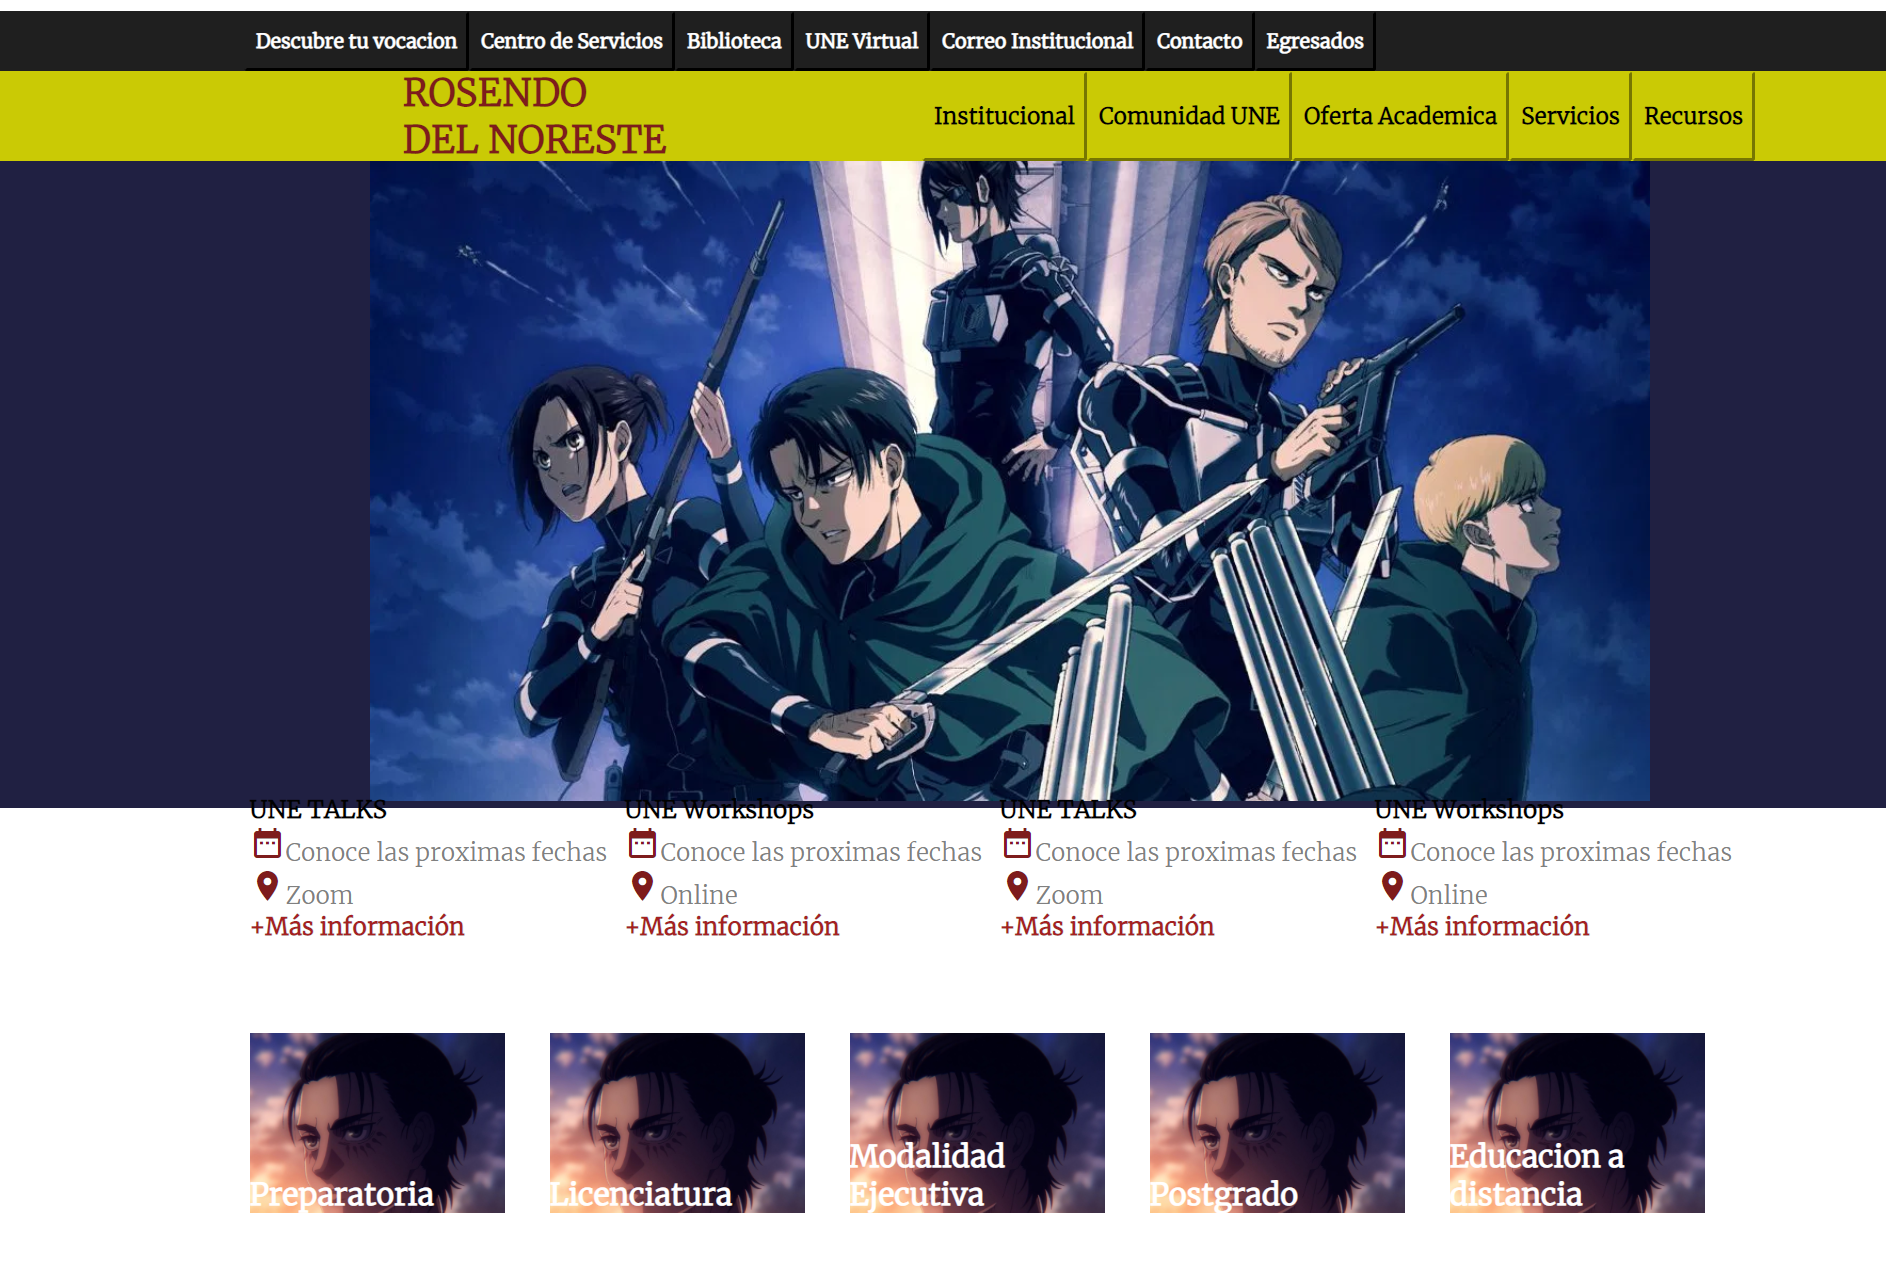 Descubre tu vocacion Centro de Servicios Biblioteca UNE Virtual Correo Institucional Contacto Egresados
ROSENDO
DEL NORESTE
Institucional Comunidad UNE Oferta Academica Servicios Recursos
UNE TALKS
Conoce las proximas fechas
Zoom
+Más información
UNE Workshops
Conoce las proximas fechas
Online
+Más información
UNE TALKS
Conoce las proximas fechas
Zoom
+Más información
UNE Workshops
Conoce las proximas fechas
Online
+Más información
Preparatoria
Licenciatura
Modalidad
Ejecutiva
Postgrado
Educacion a
distancia